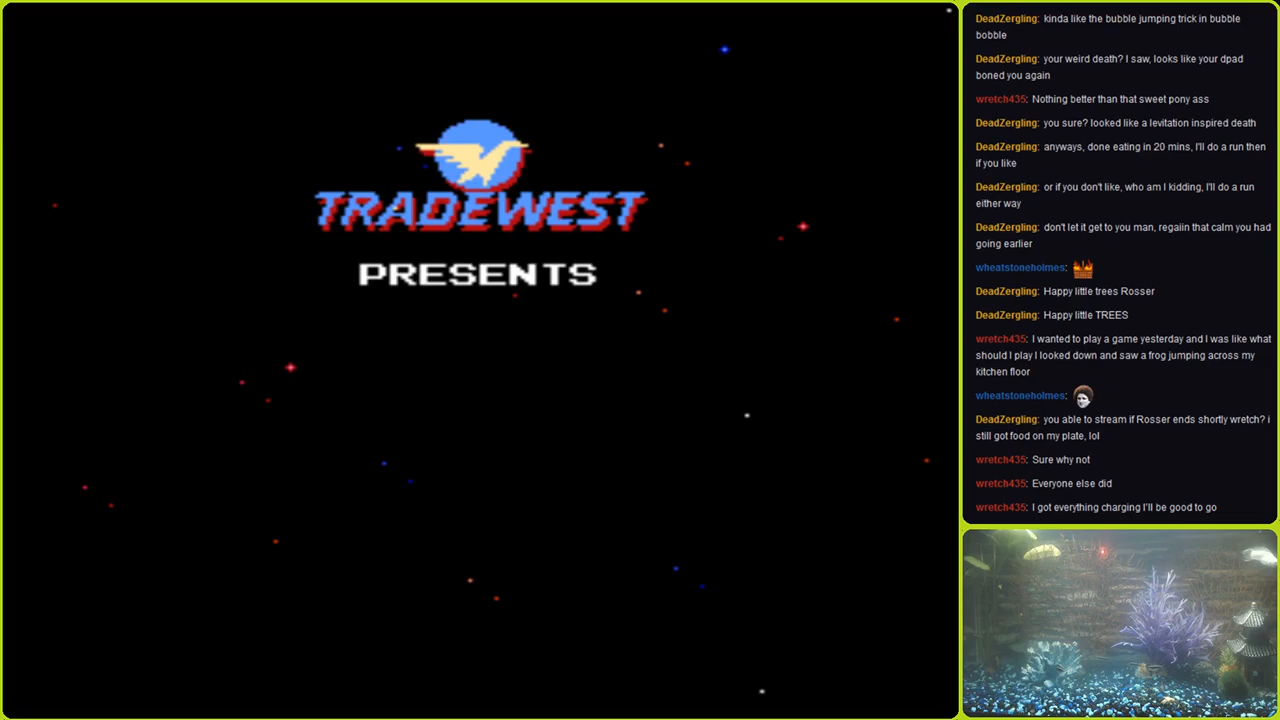 TRADEWEST
PRESENTS
DeadZergling: kinda like the bubble jumping trick in bubble
bobble
DeadZergling: your weird death? I saw, looks like your dpad
boned you again
wretch435: Nothing better than that sweet pony ass
DeadZergling: you sure? looked like a levitation inspired death
DeadZergling: anyways, done eating in 20 mins, I'll do a run then
if you like
DeadZergling: or if you don't like, who am I kidding, I'll do a run
either way
DeadZergling: don't let it get to you man, regaiin that calm you had
going earlier
wheatstoneholmes:
DeadZergling: Happy little trees Rosser
DeadZergling: Happy little TREES
wretch435: I wanted to play a game yesterday and I was like what
should I play I looked down and saw a frog jumping across my
kitchen floor
wheatstoneholmes:
DeadZergling: you able to stream if Rosser ends shortly wretch? i
still got food on my plate, lol
wretch435: Sure why not
wretch435: Everyone else did
wretch435: I got everything charging I'll be good to go